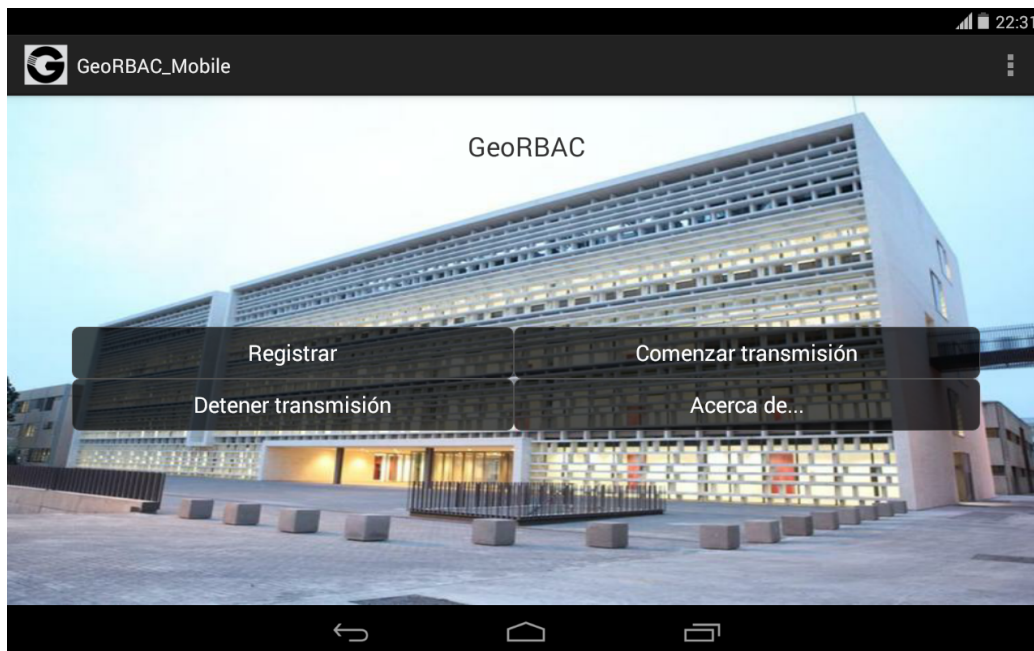 22:31
GeoRBAC_Mobile
GeoRBAC
Registrar
Comenzar transmisión
Detener transmisión
Acerca de...